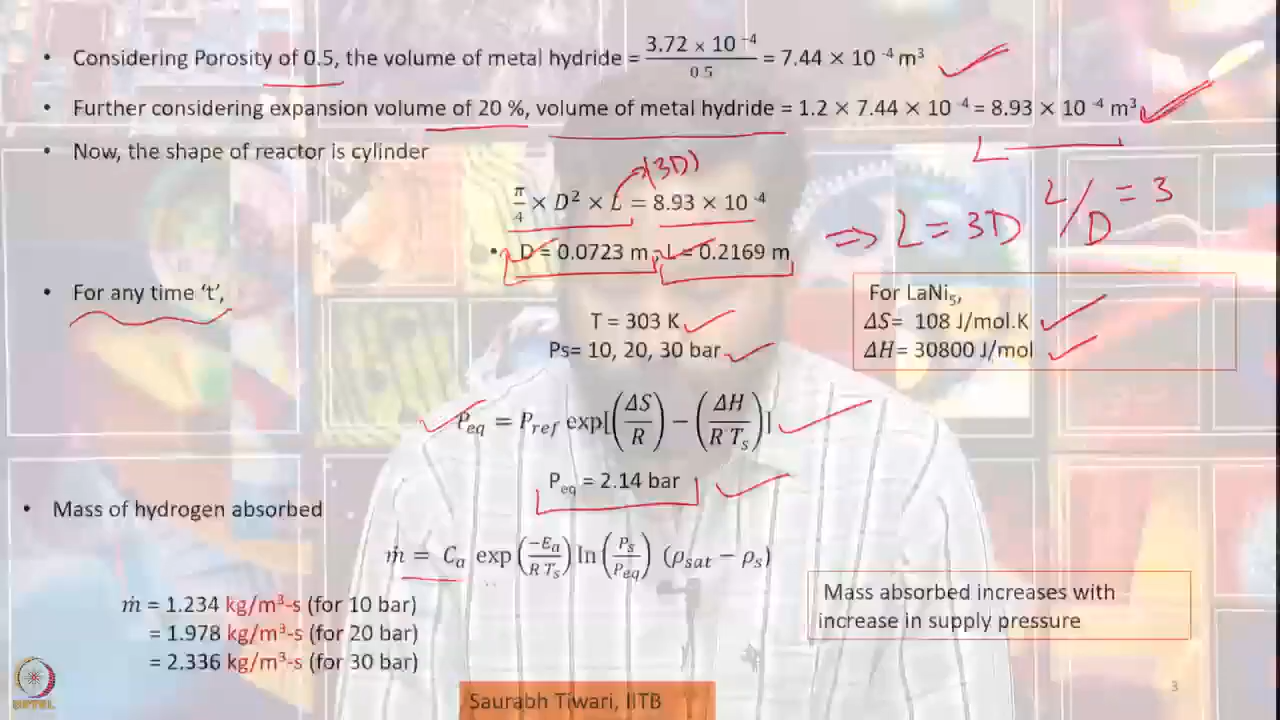 • Considering Porosity of 0.5, the volume of metal hydride = 3.72 × 10 -4 / 0 5 = 7.44 × 10 -4 m³
• Further considering expansion volume of 20 %, volume of metal hydride = 1.2 × 7.44 × 10 -4 = 8.93 × 10 -4 m³
• Now, the shape of reactor is cylinder
(3D)
L/D = 3
π/4 × D² × L = 8.93 × 10 -4
⇒ L = 3D
• D = 0.0723 m, L = 0.2169 m
• For any time ‘t’,
For LaNi₅,
ΔS= 108 J/mol.K
ΔH= 30800 J/mol
T = 303 K
Ps= 10, 20, 30 bar
P_eq = P_ref exp[(ΔS/R) − (ΔH/R T_s)]
P_eq = 2.14 bar
• Mass of hydrogen absorbed
ṁ = C_a exp(−E_a/R T_s) ln(P_s/P_eq) (ρ_sat − ρ_s)
ṁ = 1.234 kg/m³-s (for 10 bar)
= 1.978 kg/m³-s (for 20 bar)
= 2.336 kg/m³-s (for 30 bar)
Mass absorbed increases with
increase in supply pressure
3
NPTEL
Saurabh Tiwari, IITB